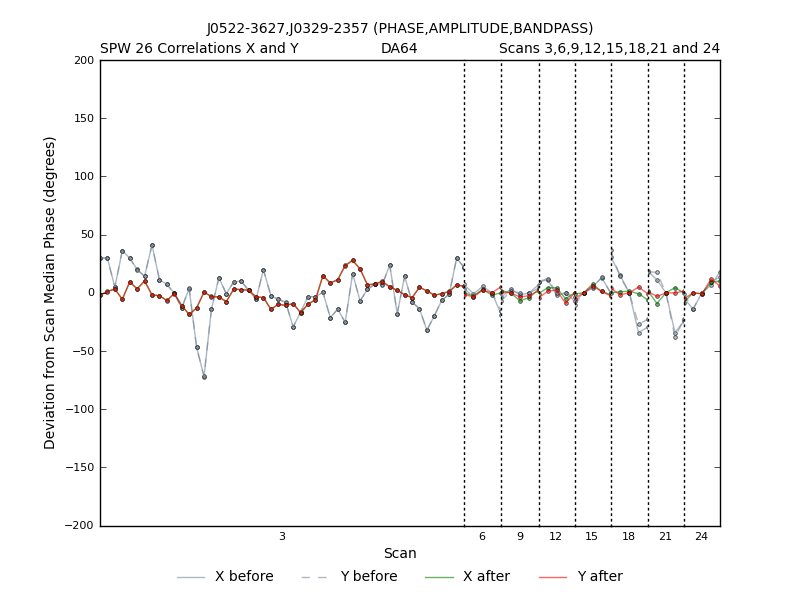 J0522-3627,J0329-2357 (PHASE,AMPLITUDE,BANDPASS)
SPW 26 Correlations X and Y DA64 Scans 3,6,9,12,15,18,21 and 24
200
150
100
50
0
−50
−100
−150
−200
Deviation from Scan Median Phase (degrees)
3 6 9 12 15 18 21 24
Scan
X before Y before X after Y after